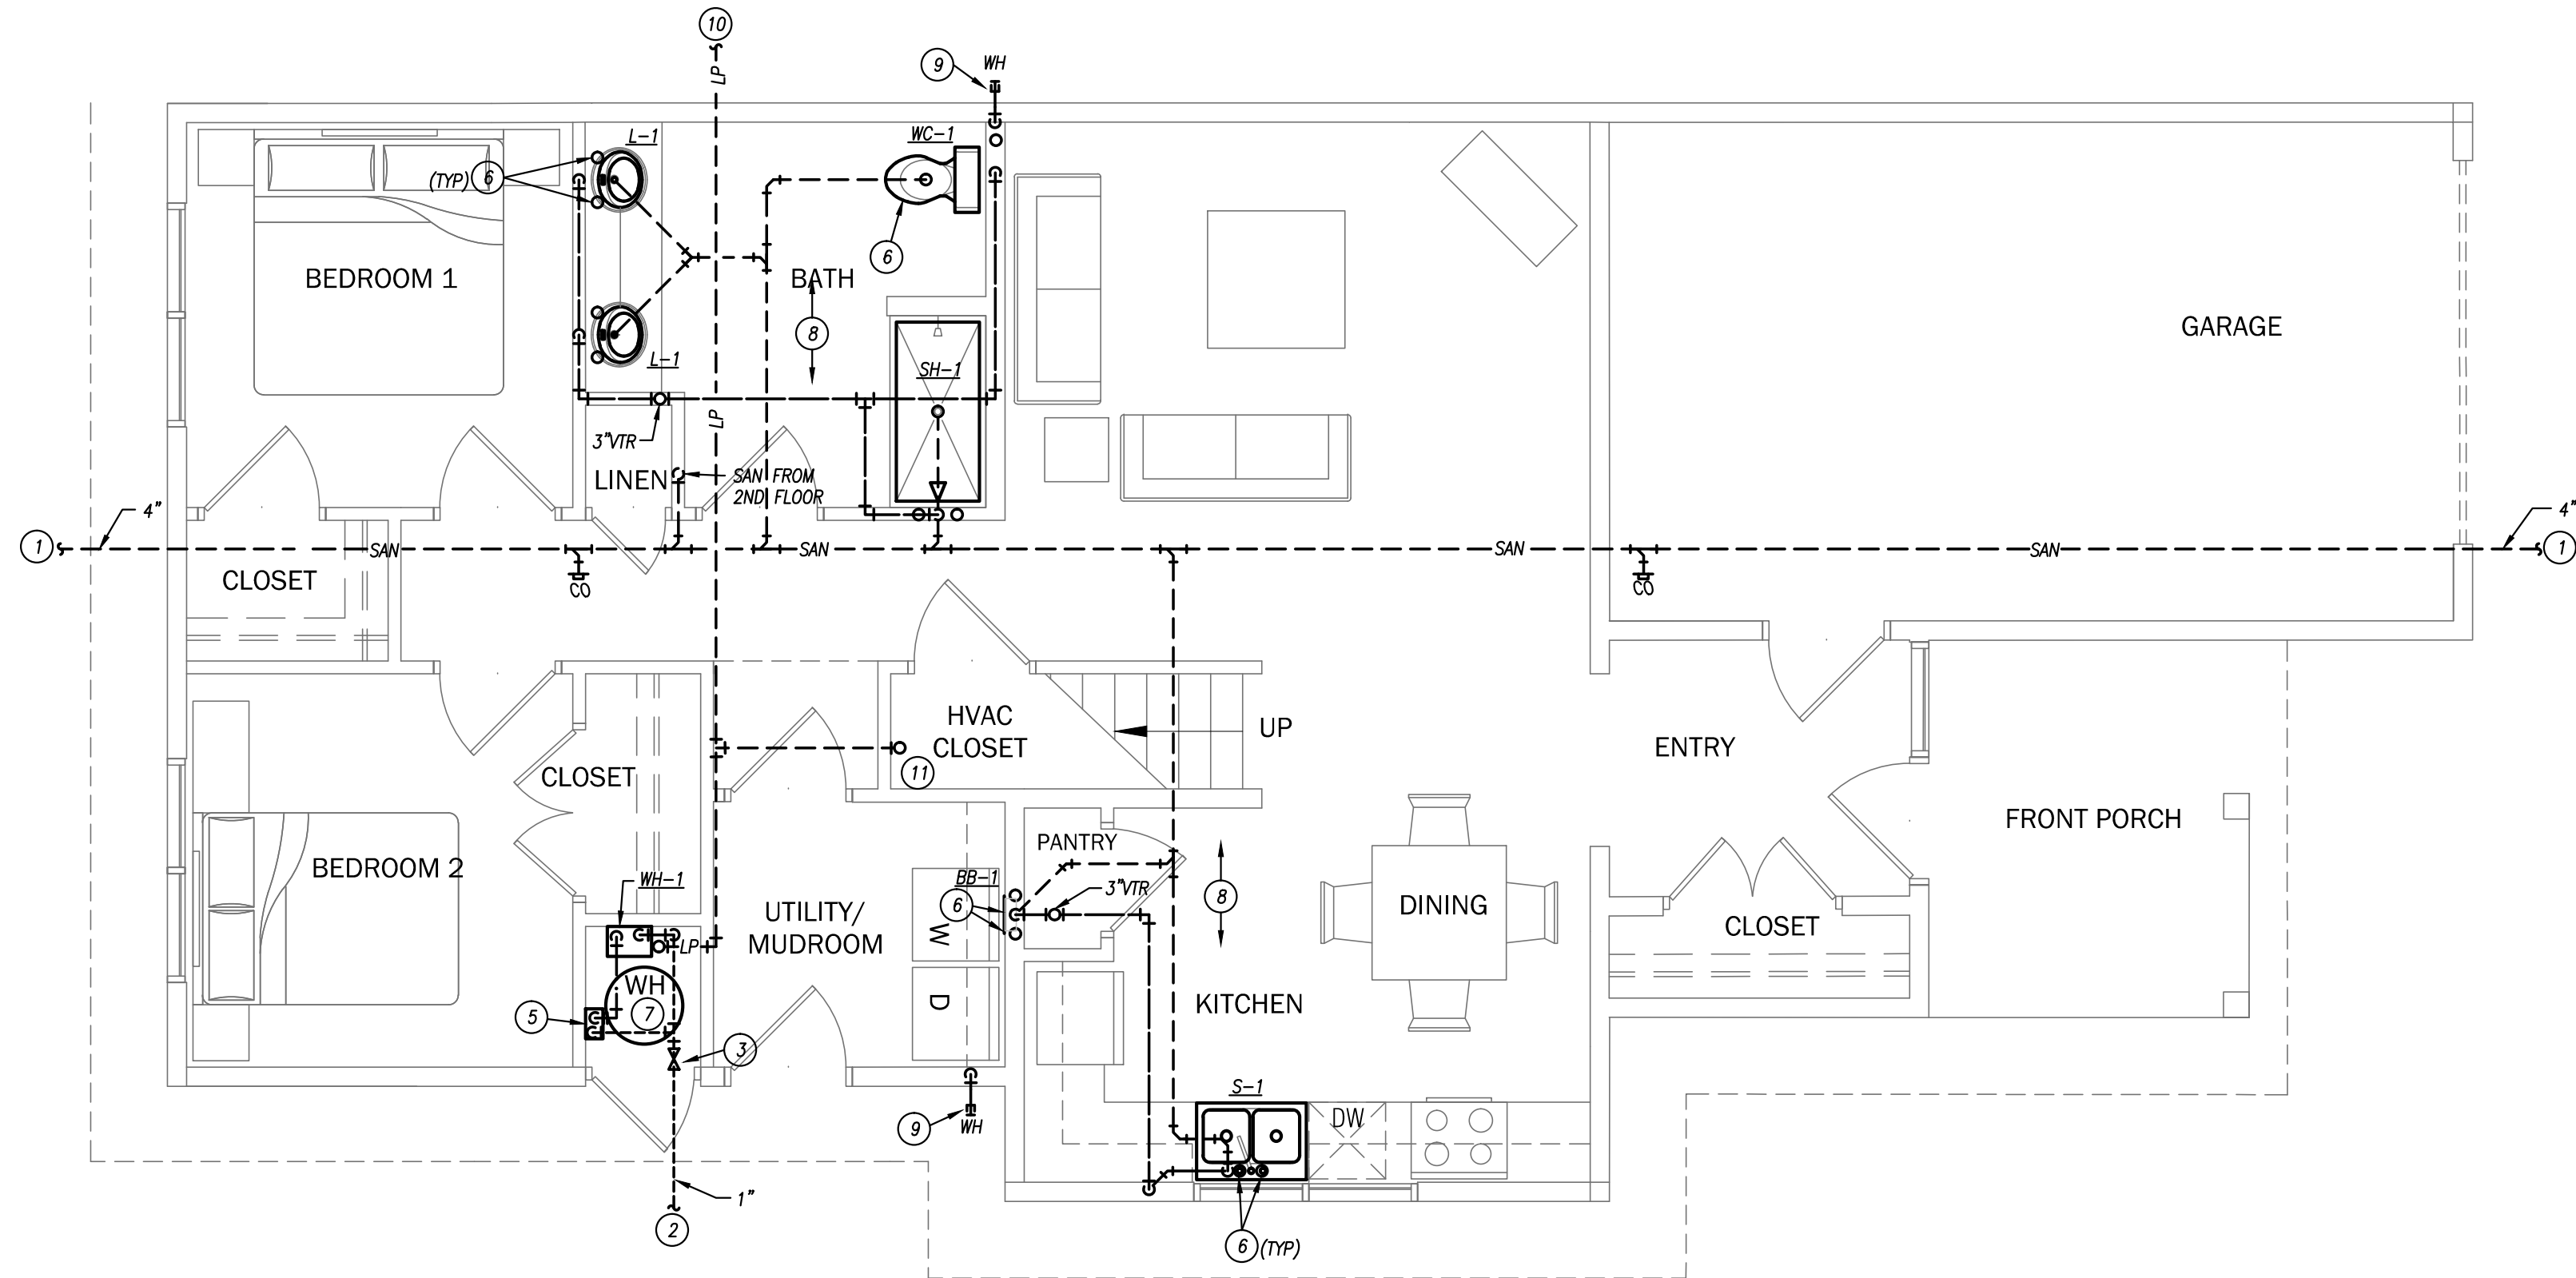 10
LP
9
WH
L-1
WC-1
(TYP) 6
6
BEDROOM 1
BATH
8
GARAGE
L-1
SH-1
LP
3"VTR
LINEN
SAN FROM
2ND FLOOR
4"
4"
1
SAN
SAN
SAN
SAN
1
CLOSET
CO
CO
HVAC
CLOSET
UP
ENTRY
11
CLOSET
FRONT PORCH
PANTRY
BEDROOM 2
WH-1
BB-1
3"VTR
8
6
DINING
UTILITY/
MUDROOM
W
CLOSET
LP
WH
7
5
D
KITCHEN
3
S-1
DW
9
WH
1"
2
6 (TYP)